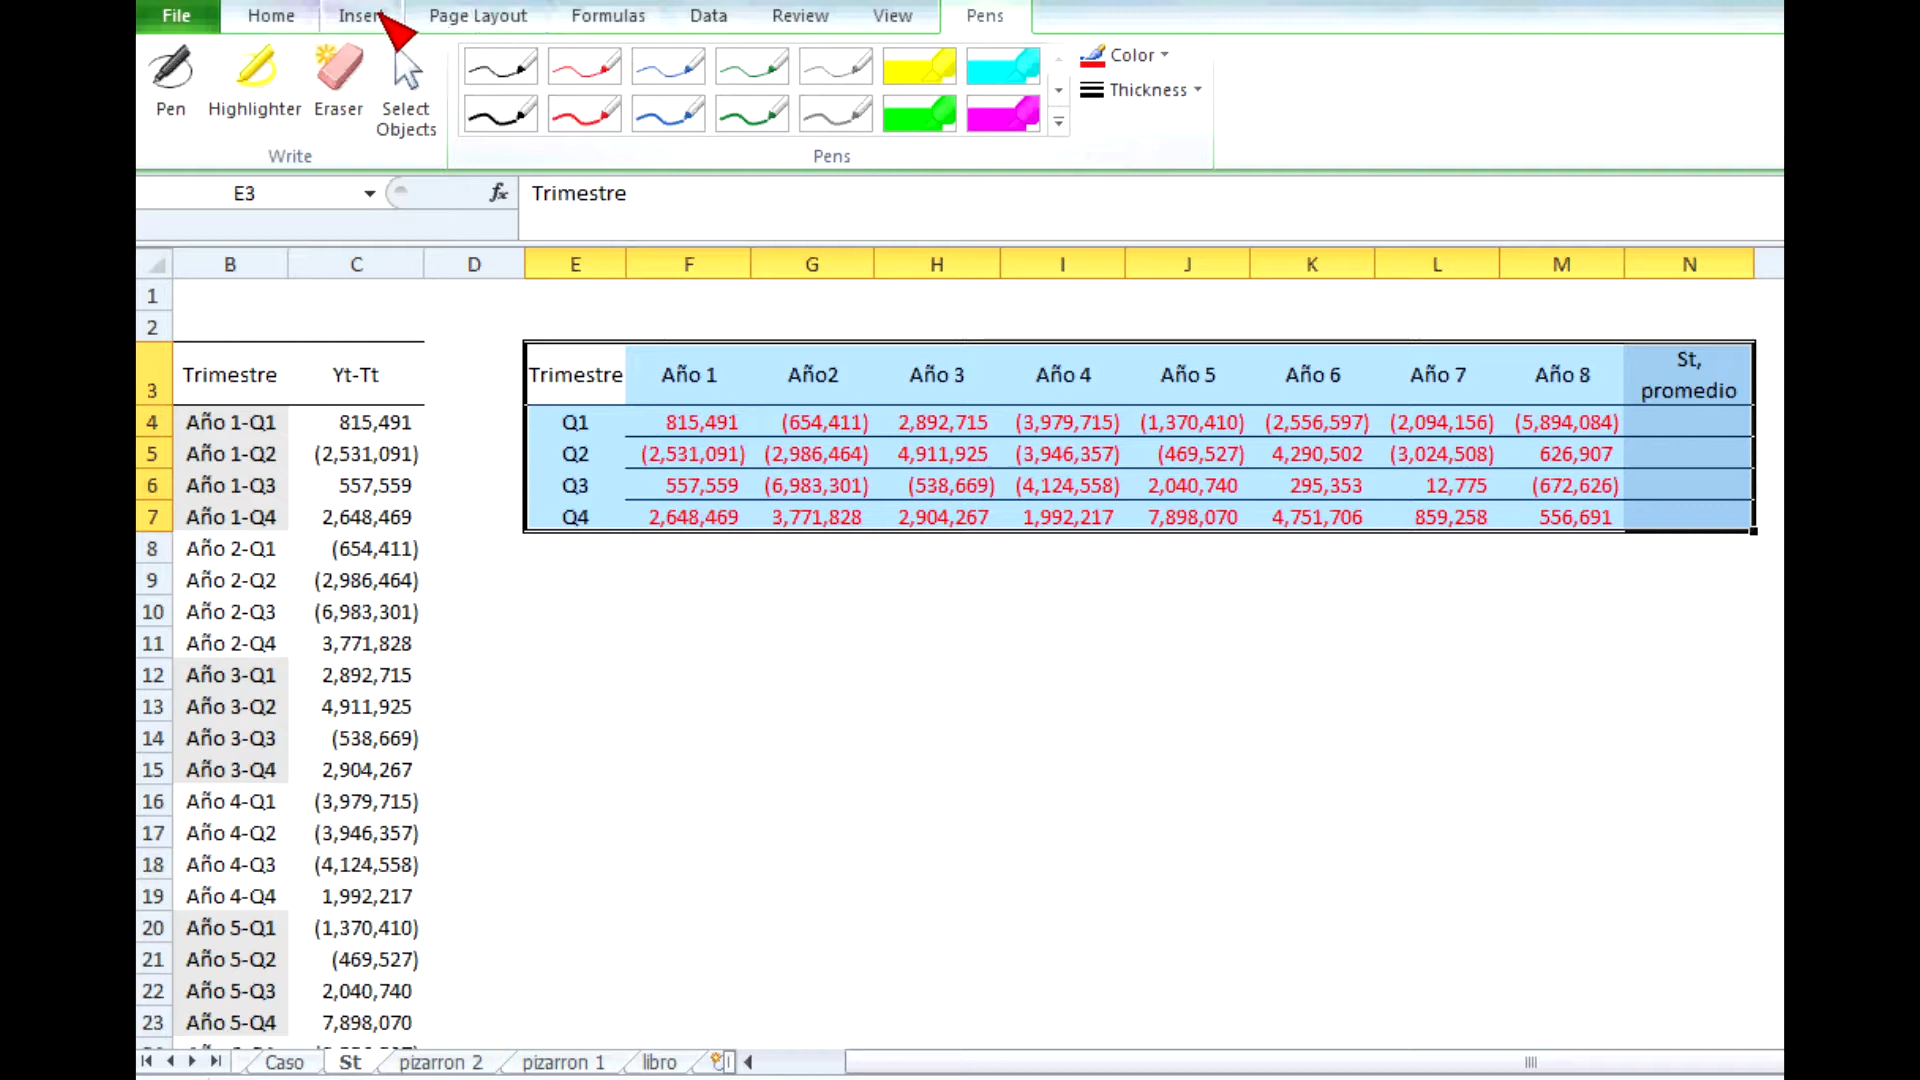 File Home Insert Page Layout Formulas Data Review View Pens
Pen Highlighter Eraser Select Objects
Color
Thickness
Write Pens
E3 fx Trimestre
B C D E F G H I J K L M N
1
2
3 Trimestre Yt-Tt Trimestre Año 1 Año2 Año 3 Año 4 Año 5 Año 6 Año 7 Año 8 St, promedio
4 Año 1-Q1 815,491 Q1 815,491 (654,411) 2,892,715 (3,979,715) (1,370,410) (2,556,597) (2,094,156) (5,894,084)
5 Año 1-Q2 (2,531,091) Q2 (2,531,091) (2,986,464) 4,911,925 (3,946,357) (469,527) 4,290,502 (3,024,508) 626,907
6 Año 1-Q3 557,559 Q3 557,559 (6,983,301) (538,669) (4,124,558) 2,040,740 295,353 12,775 (672,626)
7 Año 1-Q4 2,648,469 Q4 2,648,469 3,771,828 2,904,267 1,992,217 7,898,070 4,751,706 859,258 556,691
8 Año 2-Q1 (654,411)
9 Año 2-Q2 (2,986,464)
10 Año 2-Q3 (6,983,301)
11 Año 2-Q4 3,771,828
12 Año 3-Q1 2,892,715
13 Año 3-Q2 4,911,925
14 Año 3-Q3 (538,669)
15 Año 3-Q4 2,904,267
16 Año 4-Q1 (3,979,715)
17 Año 4-Q2 (3,946,357)
18 Año 4-Q3 (4,124,558)
19 Año 4-Q4 1,992,217
20 Año 5-Q1 (1,370,410)
21 Año 5-Q2 (469,527)
22 Año 5-Q3 2,040,740
23 Año 5-Q4 7,898,070
Caso St pizarron 2 pizarron 1 libro